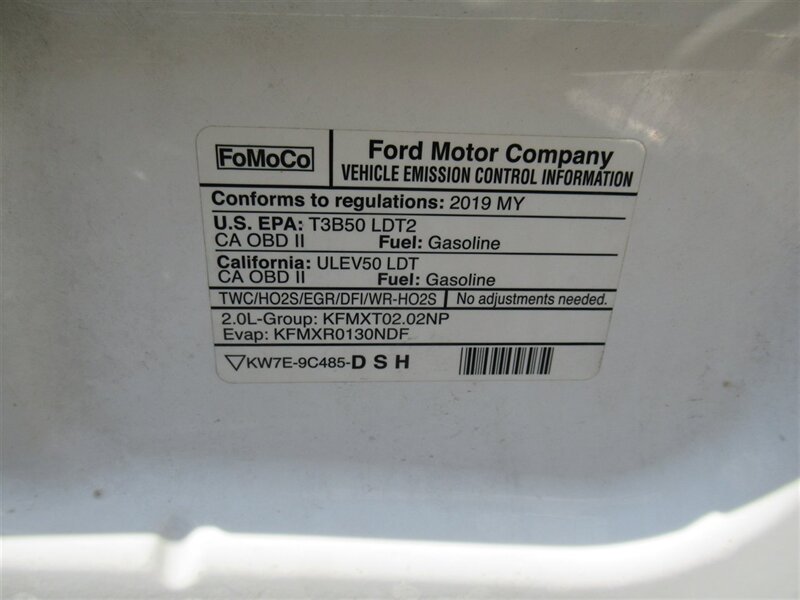 FoMoCo
Ford Motor Company
VEHICLE EMISSION CONTROL INFORMATION
Conforms to regulations: 2019 MY
U.S. EPA: T3B50 LDT2
CA OBD II Fuel: Gasoline
California: ULEV50 LDT
CA OBD II Fuel: Gasoline
TWC/HO2S/EGR/DFI/WR-HO2S No adjustments needed.
2.0L-Group: KFMXT02.02NP
Evap: KFMXR0130NDF
KW7E-9C485-D S H